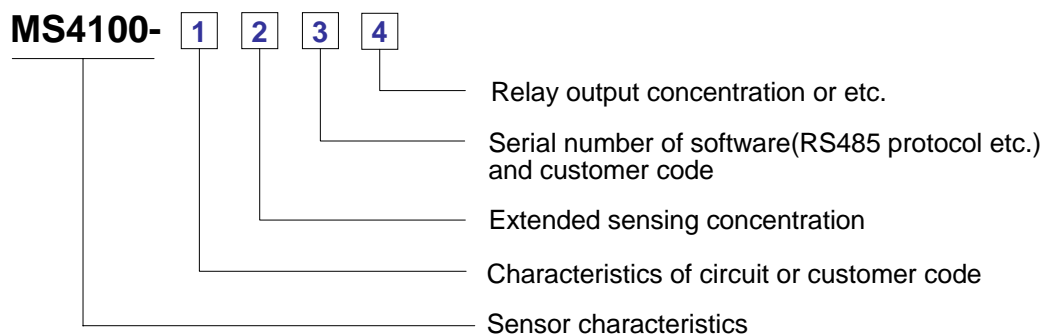 MS4100- 1 2 3 4
Relay output concentration or etc.
Serial number of software(RS485 protocol etc.)
and customer code
Extended sensing concentration
Characteristics of circuit or customer code
Sensor characteristics